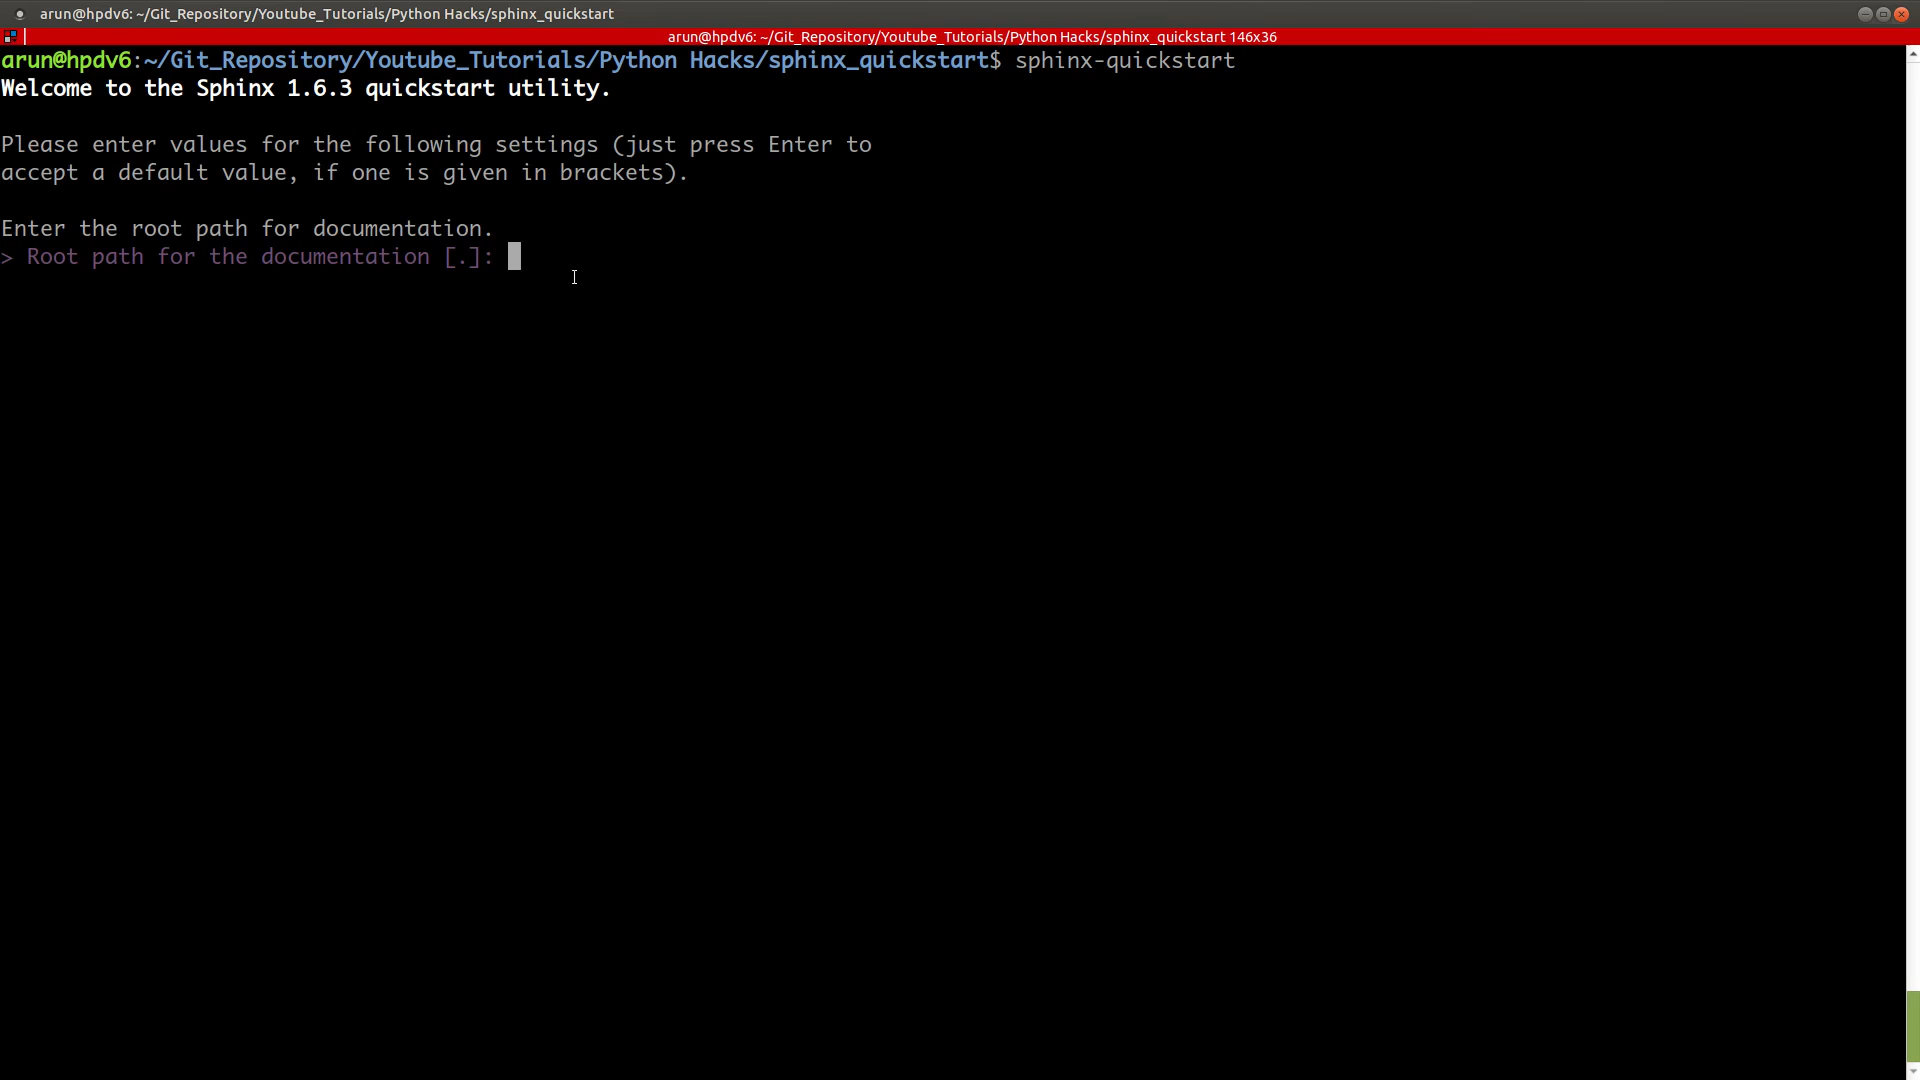 arun@hpdv6: ~/Git_Repository/Youtube_Tutorials/Python Hacks/sphinx_quickstart
arun@hpdv6: ~/Git_Repository/Youtube_Tutorials/Python Hacks/sphinx_quickstart 146x36
arun@hpdv6:~/Git_Repository/Youtube_Tutorials/Python Hacks/sphinx_quickstart$ sphinx-quickstart
Welcome to the Sphinx 1.6.3 quickstart utility.
Please enter values for the following settings (just press Enter to
accept a default value, if one is given in brackets).
Enter the root path for documentation.
> Root path for the documentation [.]: